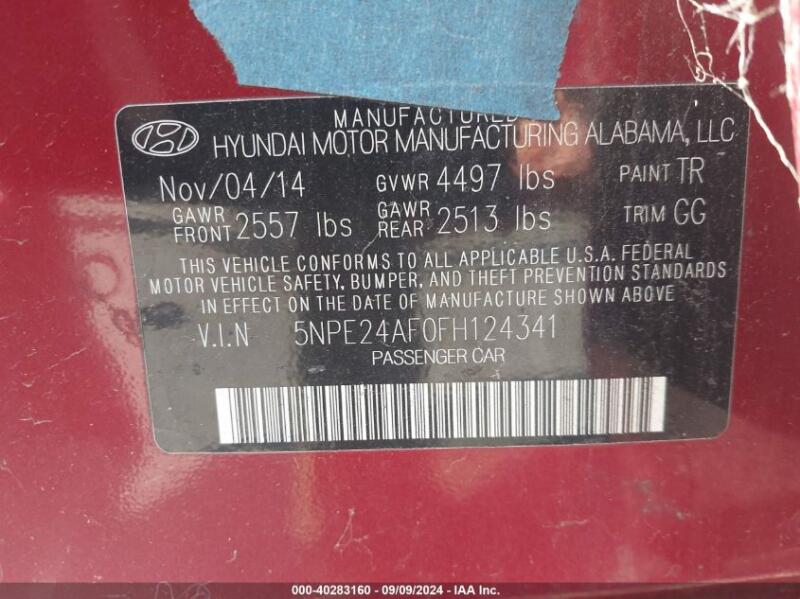 MANUFACTURED
HYUNDAI MOTOR MANUFACTURING ALABAMA, LLC
Nov/04/14 GVWR 4497 lbs PAINT TR
GAWR FRONT 2557 lbs GAWR REAR 2513 lbs TRIM GG
THIS VEHICLE CONFORMS TO ALL APPLICABLE U.S.A. FEDERAL
MOTOR VEHICLE SAFETY, BUMPER, AND THEFT PREVENTION STANDARDS
IN EFFECT ON THE DATE OF MANUFACTURE SHOWN ABOVE
V.I.N 5NPE24AF0FH124341
PASSENGER CAR
000-40283160 - 09/09/2024 - IAA Inc.